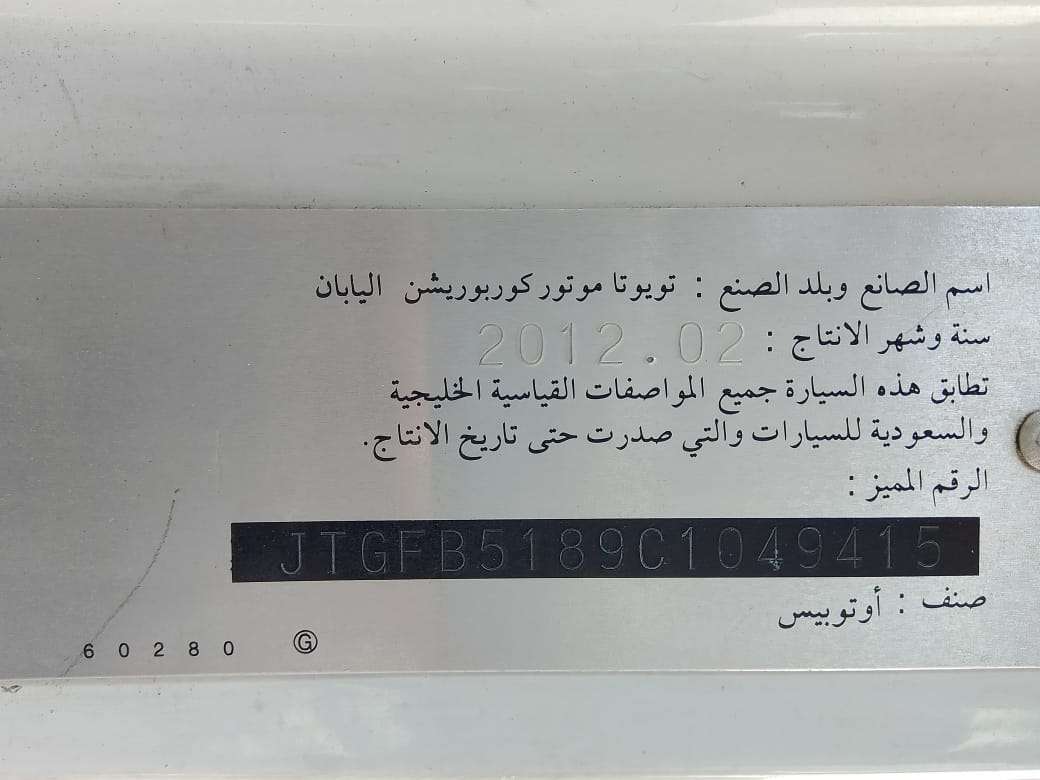 اسم الصانع وبلد الصنع : تويوتا موتور كوربوريشن اليابان
سنة وشهر الانتاج : 2012.02
تطابق هذه السيارة جميع المواصفات القياسية الخليجية
والسعودية للسيارات والتي صدرت حتى تاريخ الانتاج.
الرقم المميز :
JTGFB5189C1049415
صنف : أوتوبيس
60280 Ⓖ